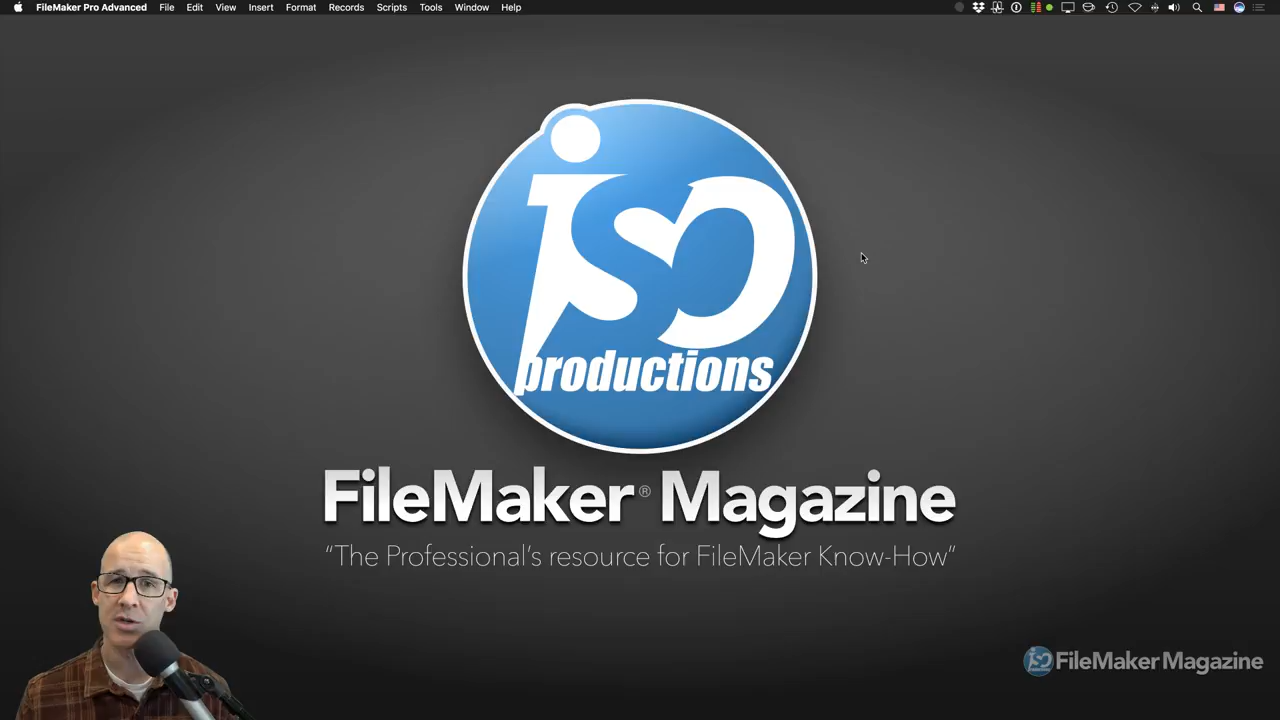 FileMaker Pro Advanced File Edit View Insert Format Records Scripts Tools Window Help
iso
productions
FileMaker® Magazine
“The Professional’s resource for FileMaker Know-How”
iso FileMaker Magazine